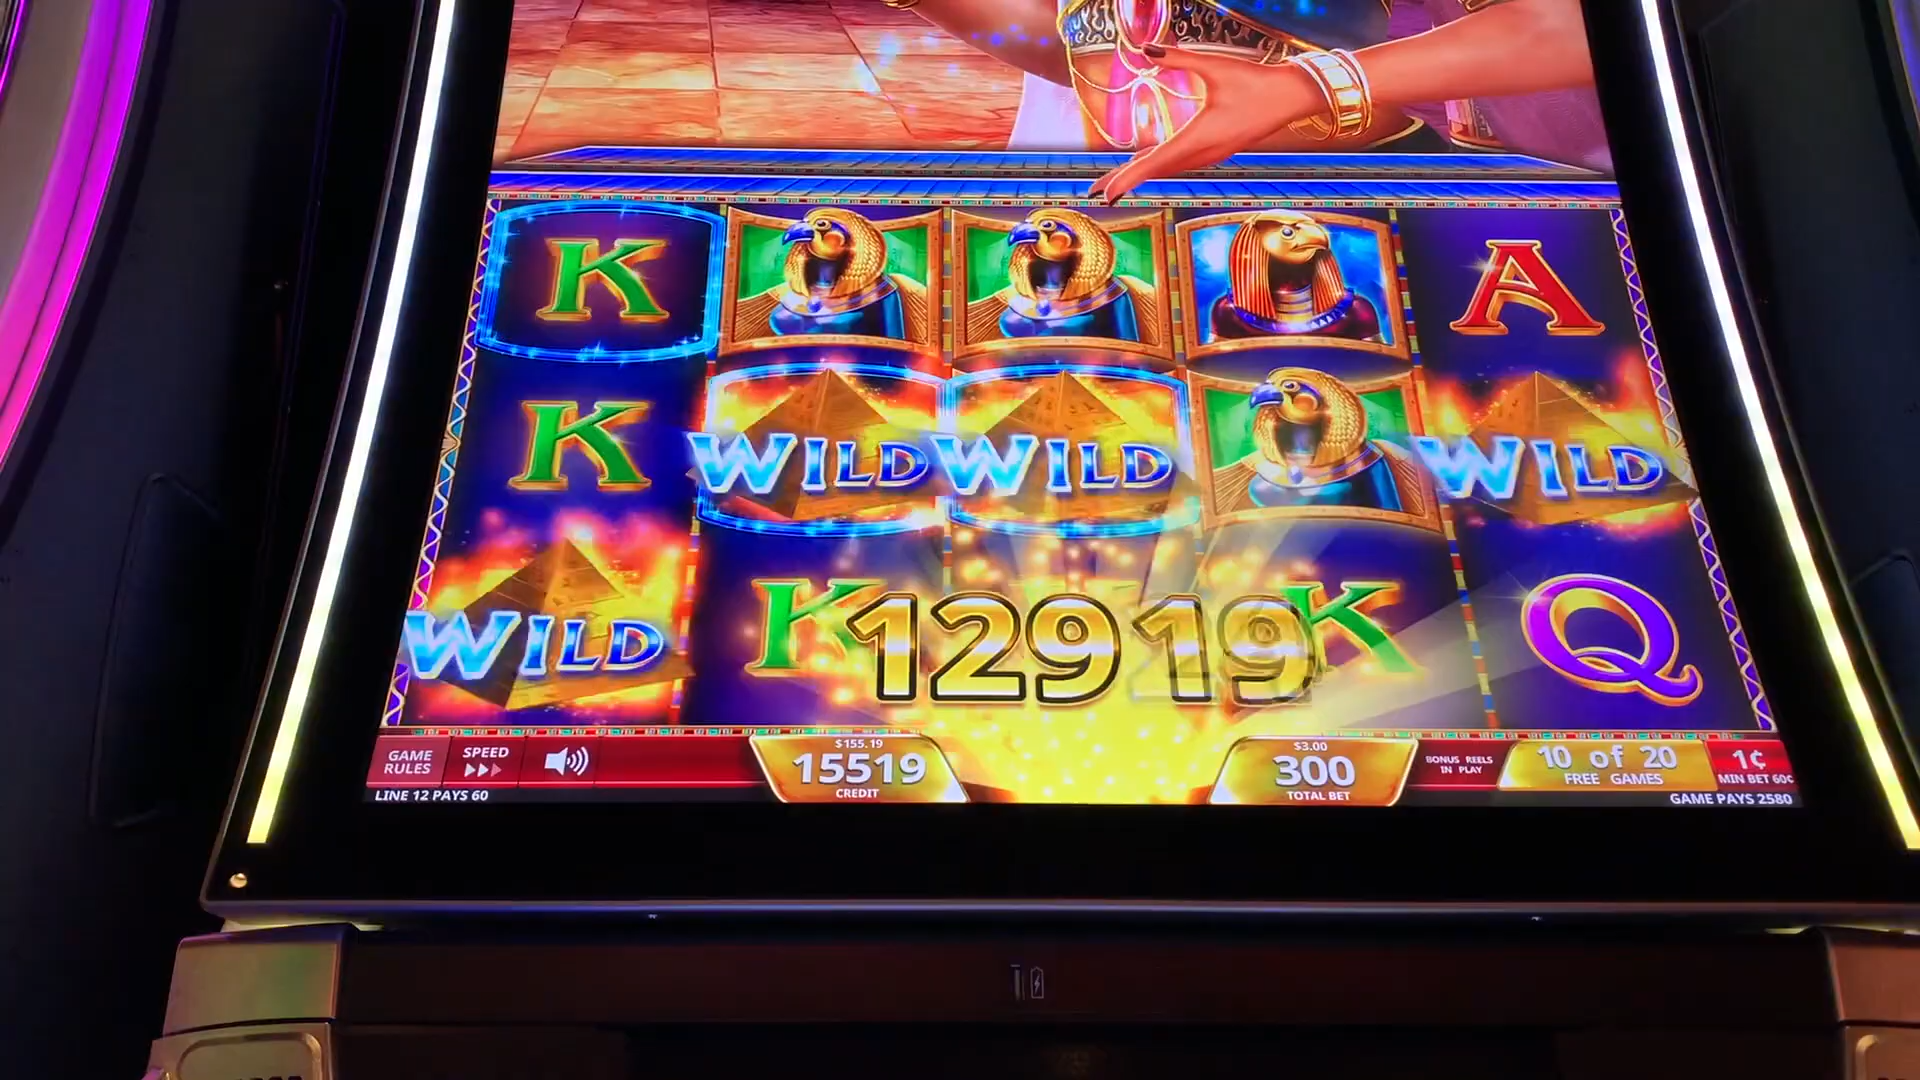 K
A
K
WILD
WILD
WILD
WILD
K
12919
K
Q
GAME RULES
SPEED
$155.19
15519
CREDIT
$3.00
300
TOTAL BET
BONUS REELS IN PLAY
10 of 20
FREE GAMES
1¢
MIN BET 60¢
LINE 12 PAYS 60
GAME PAYS 2580